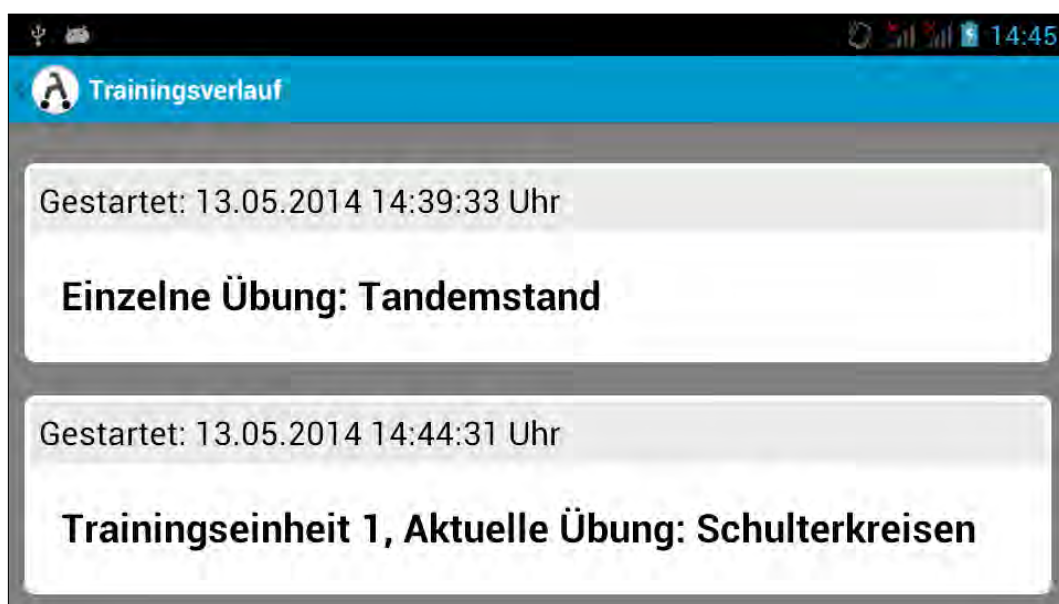 14:45
Trainingsverlauf
Gestartet: 13.05.2014 14:39:33 Uhr
Einzelne Übung: Tandemstand
Gestartet: 13.05.2014 14:44:31 Uhr
Trainingseinheit 1, Aktuelle Übung: Schulterkreisen